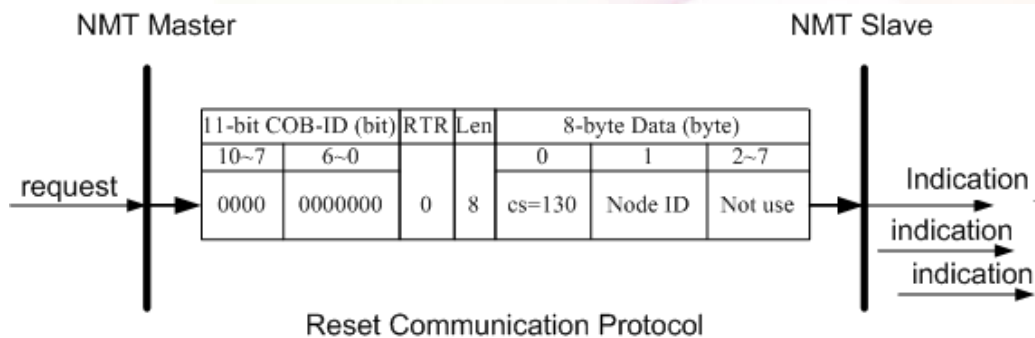 NMT Master
NMT Slave
11-bit COB-ID (bit) RTR Len 8-byte Data (byte)
10~7 6~0 0 1 2~7
request
0000 0000000 0 8 cs=130 Node ID Not use
Indication
indication
indication
Reset Communication Protocol